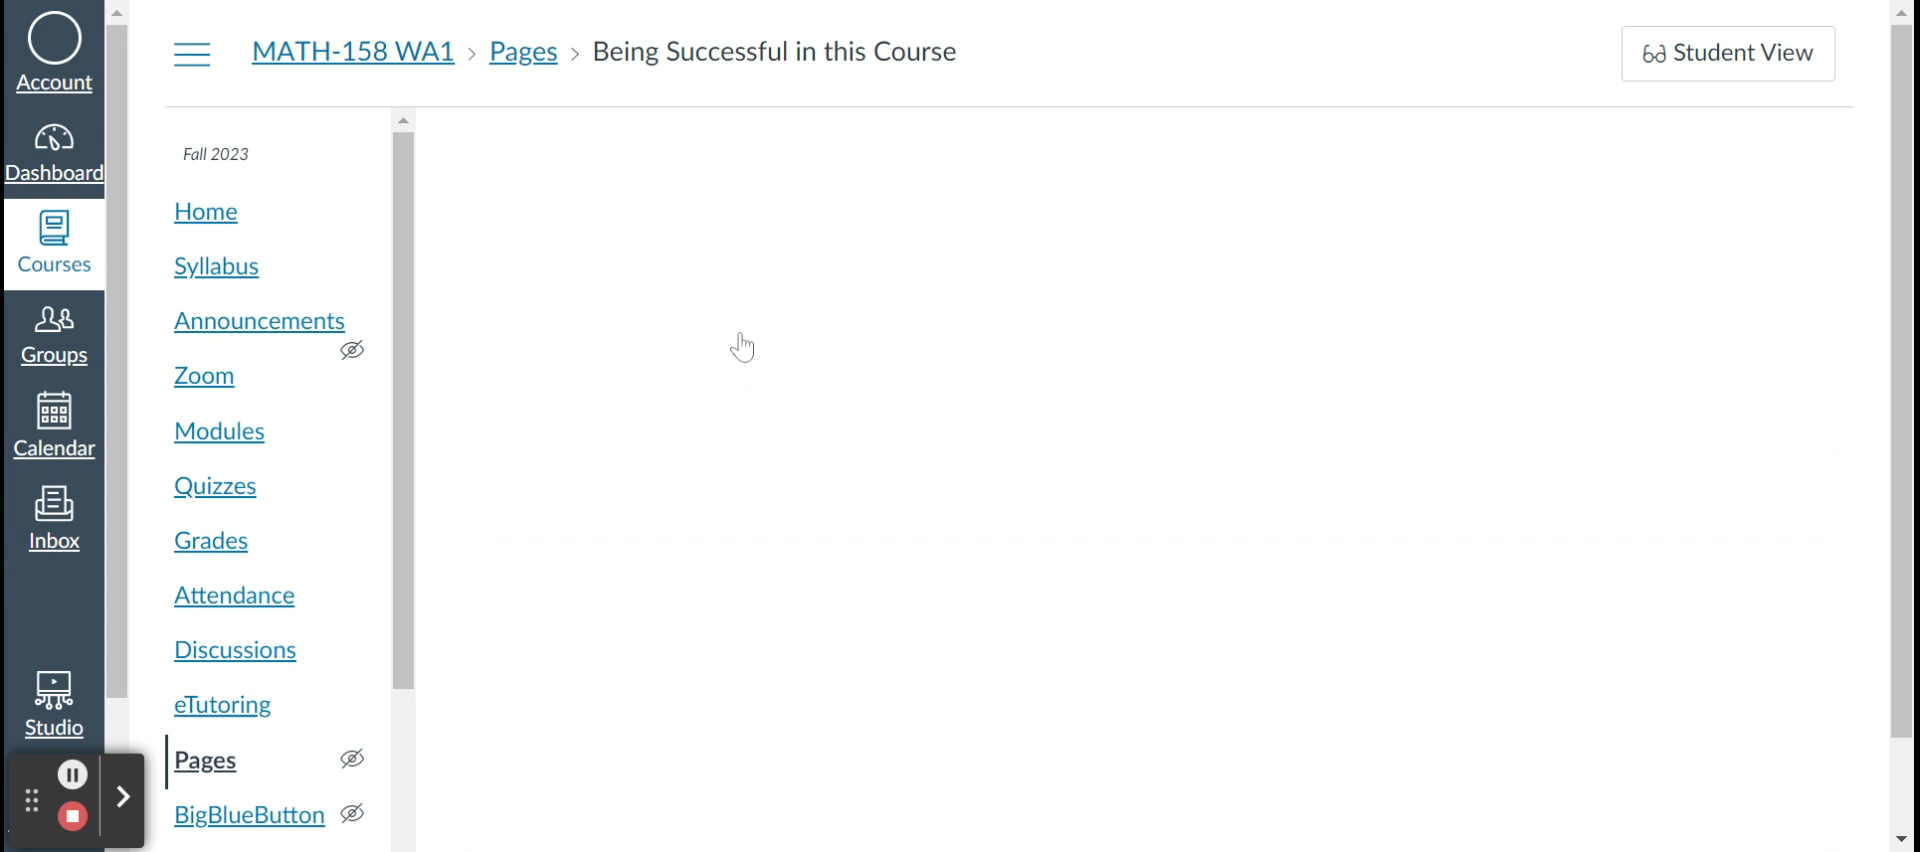 Account
Dashboard
Courses
Groups
Calendar
Inbox
Studio
MATH-158 WA1 > Pages > Being Successful in this Course
Student View
Fall 2023
Home
Syllabus
Announcements
Zoom
Modules
Quizzes
Grades
Attendance
Discussions
eTutoring
Pages
BigBlueButton